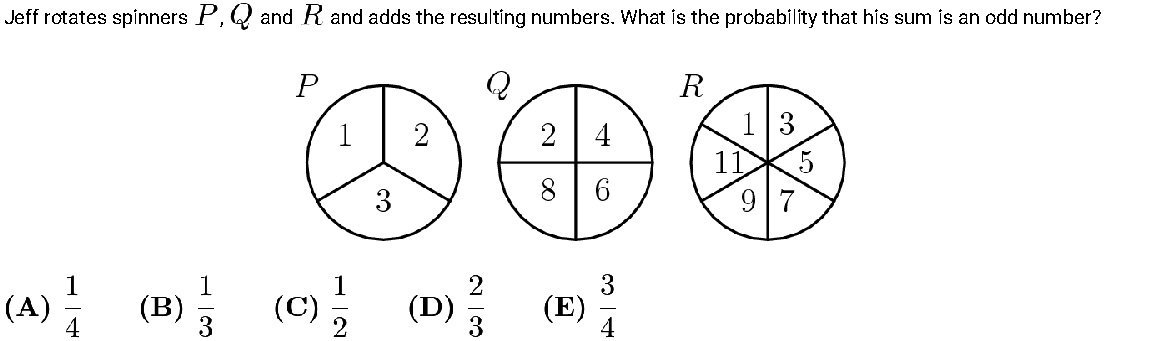 Jeff rotates spinners P, Q and R and adds the resulting numbers. What is the probability that his sum is an odd number?
P Q R
1 2 3
2 4 8 6
1 3 11 5 9 7
(A) 1/4 (B) 1/3 (C) 1/2 (D) 2/3 (E) 3/4